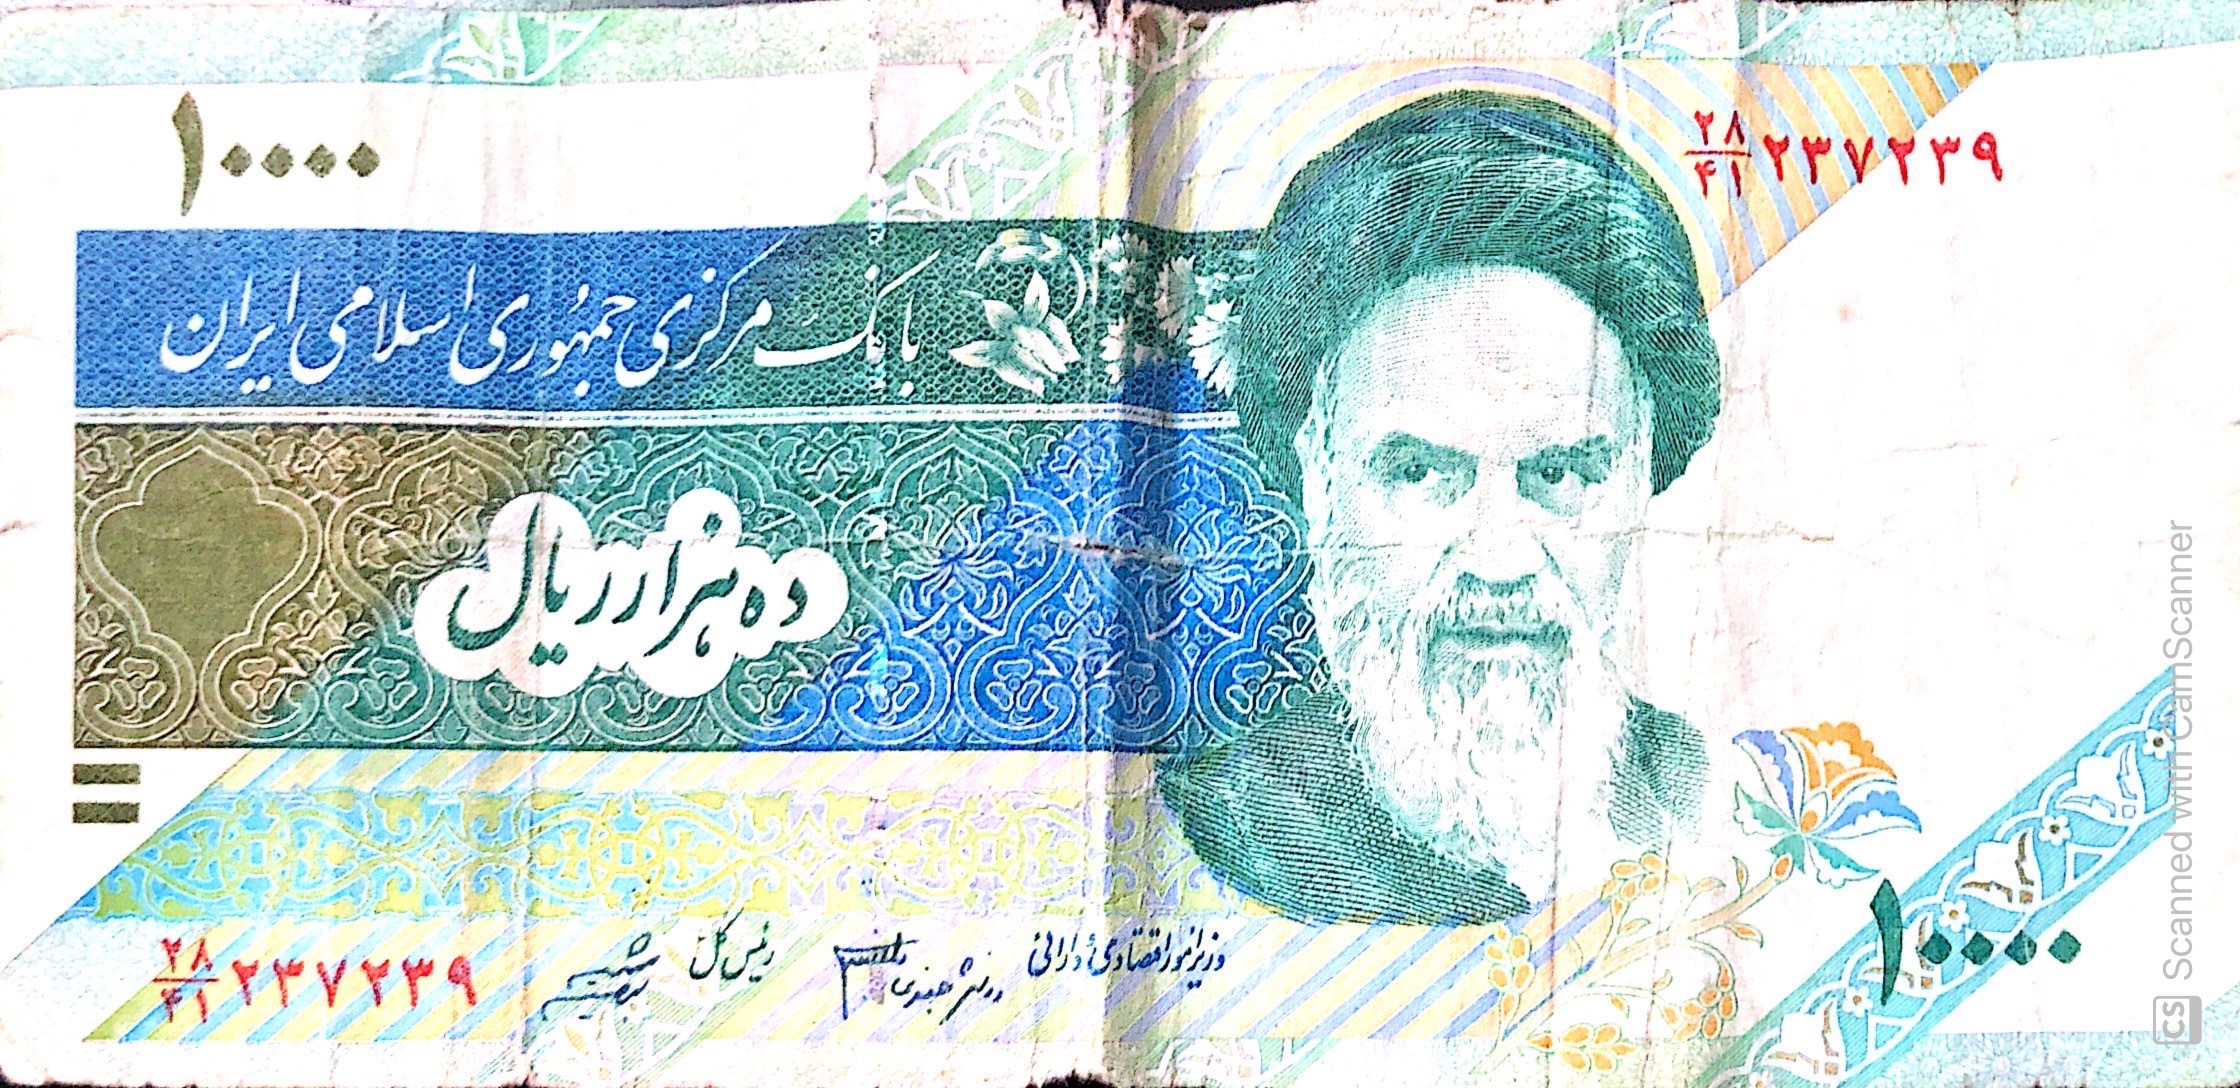 ۱۰۰۰۰
۲۸/۴۱ ۲۳۷۲۳۹
بانک مرکزی جمهوری اسلامی ایران
ده هزار ریال
وزیر امور اقتصادی و دارائی
رئیس کل
۲۸/۴۱ ۲۳۷۲۳۹
۱۰۰۰۰
CS Scanned with CamScanner